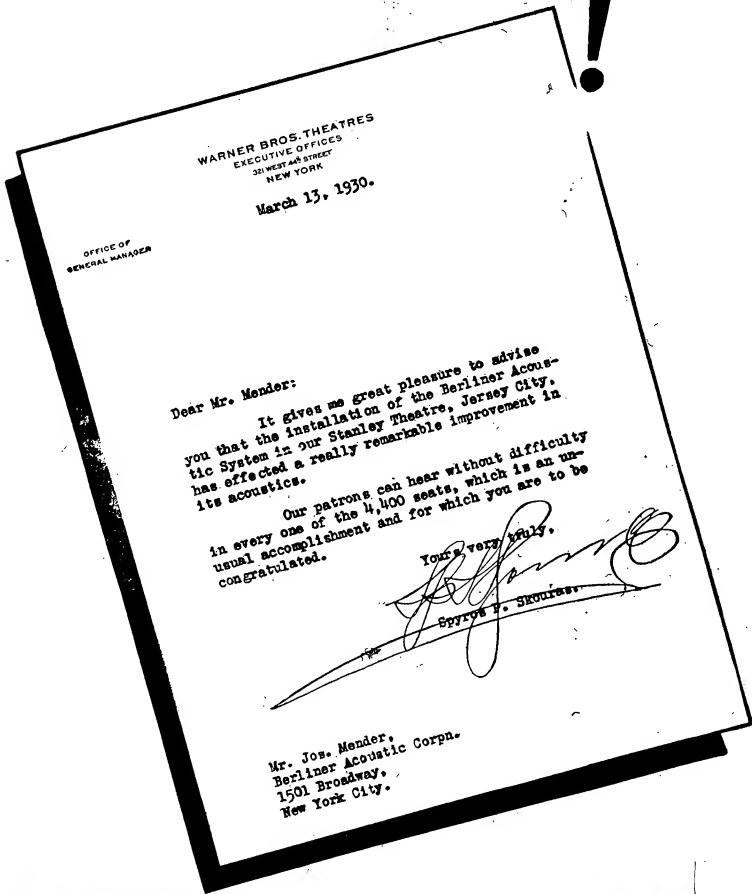 !
WARNER BROS. THEATRES
EXECUTIVE OFFICES
321 WEST 44th STREET
NEW YORK
March 13, 1930.
OFFICE OF
GENERAL MANAGER
Dear Mr. Mender:
It gives me great pleasure to advise
you that the installation of the Berliner Acous-
tic System in our Stanley Theatre, Jersey City,
has effected a really remarkable improvement in
its acoustics.
Our patrons can hear without difficulty
in every one of the 4,400 seats, which is an un-
usual accomplishment and for which you are to be
congratulated.
Yours very truly,
Spyros P. Skouras.
Mr. Jos. Mender,
Berliner Acoustic Corpn.
1501 Broadway,
New York City.